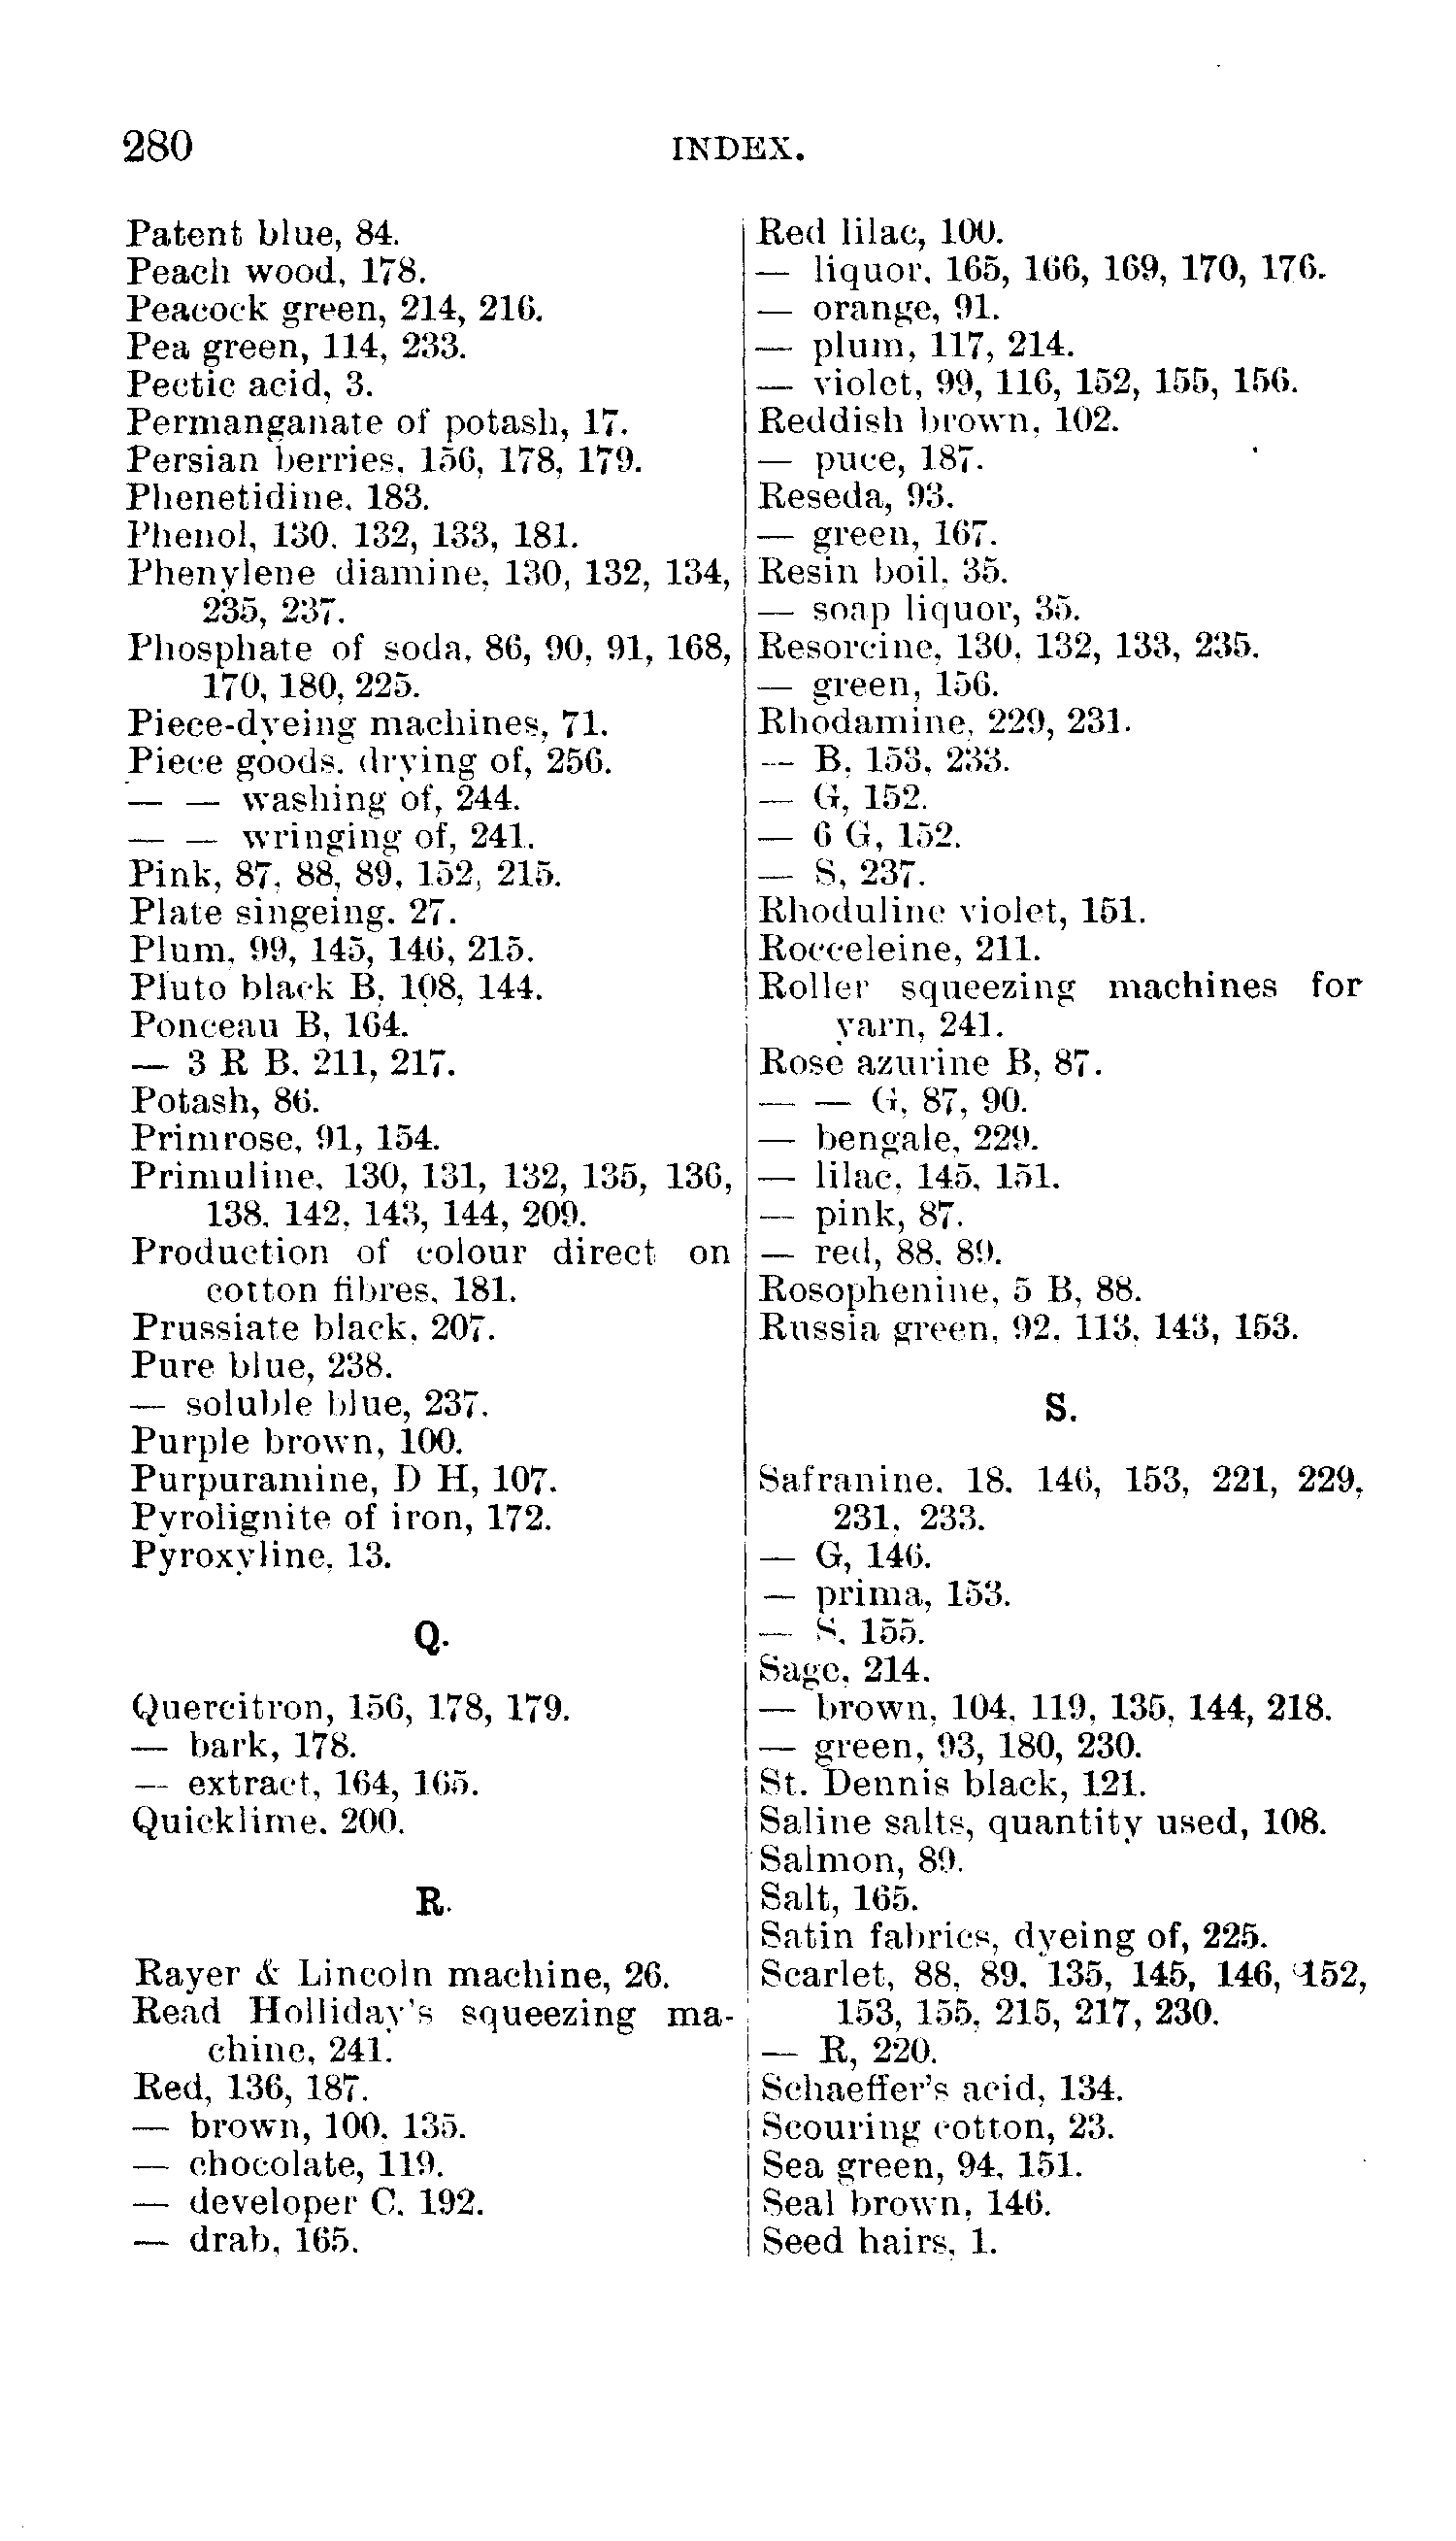 280 INDEX.
Patent blue, 84.
Peach wood, 178.
Peacock green, 214, 216.
Pea green, 114, 233.
Pectic acid, 3.
Permanganate of potash, 17.
Persian berries, 156, 178, 179.
Phenetidine, 183.
Phenol, 130, 132, 133, 181.
Phenylene diamine, 130, 132, 134,
235, 237.
Phosphate of soda, 86, 90, 91, 168,
170, 180, 225.
Piece-dyeing machines, 71.
Piece goods, drying of, 256.
— — washing of, 244.
— — wringing of, 241.
Pink, 87, 88, 89, 152, 215.
Plate singeing, 27.
Plum, 99, 145, 146, 215.
Pluto black B, 108, 144.
Ponceau B, 164.
— 3 R B, 211, 217.
Potash, 86.
Primrose, 91, 154.
Primuline, 130, 131, 132, 135, 136,
138, 142, 143, 144, 209.
Production of colour direct on
cotton fibres, 181.
Prussiate black, 207.
Pure blue, 238.
— soluble blue, 237.
Purple brown, 100.
Purpuramine, D H, 107.
Pyrolignite of iron, 172.
Pyroxyline, 13.
Q.
Quercitron, 156, 178, 179.
— bark, 178.
— extract, 164, 165.
Quicklime, 200.
R.
Rayer & Lincoln machine, 26.
Read Holliday's squeezing ma-
chine, 241.
Red, 136, 187.
— brown, 100, 135.
— chocolate, 119.
— developer C, 192.
— drab, 165.
Red lilac, 100.
— liquor, 165, 166, 169, 170, 176.
— orange, 91.
— plum, 117, 214.
— violet, 99, 116, 152, 155, 156.
Reddish brown, 102.
— puce, 187.
Reseda, 93.
— green, 167.
Resin boil, 35.
— soap liquor, 35.
Resorcine, 130, 132, 133, 235.
— green, 156.
Rhodamine, 229, 231.
— B, 153, 233.
— G, 152.
— 6 G, 152.
— S, 237.
Rhoduline violet, 151.
Rocceleine, 211.
Roller squeezing machines for
yarn, 241.
Rose azurine B, 87.
— — G, 87, 90.
— bengale, 229.
— lilac, 145, 151.
— pink, 87.
— red, 88, 89.
Rosophenine, 5 B, 88.
Russia green, 92, 113, 143, 153.
S.
Safranine, 18, 146, 153, 221, 229,
231, 233.
— G, 146.
— prima, 153.
— S, 155.
Sage, 214.
— brown, 104, 119, 135, 144, 218.
— green, 93, 180, 230.
St. Dennis black, 121.
Saline salts, quantity used, 108.
Salmon, 89.
Salt, 165.
Satin fabrics, dyeing of, 225.
Scarlet, 88, 89, 135, 145, 146, 152,
153, 155, 215, 217, 230.
— R, 220.
Schaeffer's acid, 134.
Scouring cotton, 23.
Sea green, 94, 151.
Seal brown, 146.
Seed hairs, 1.